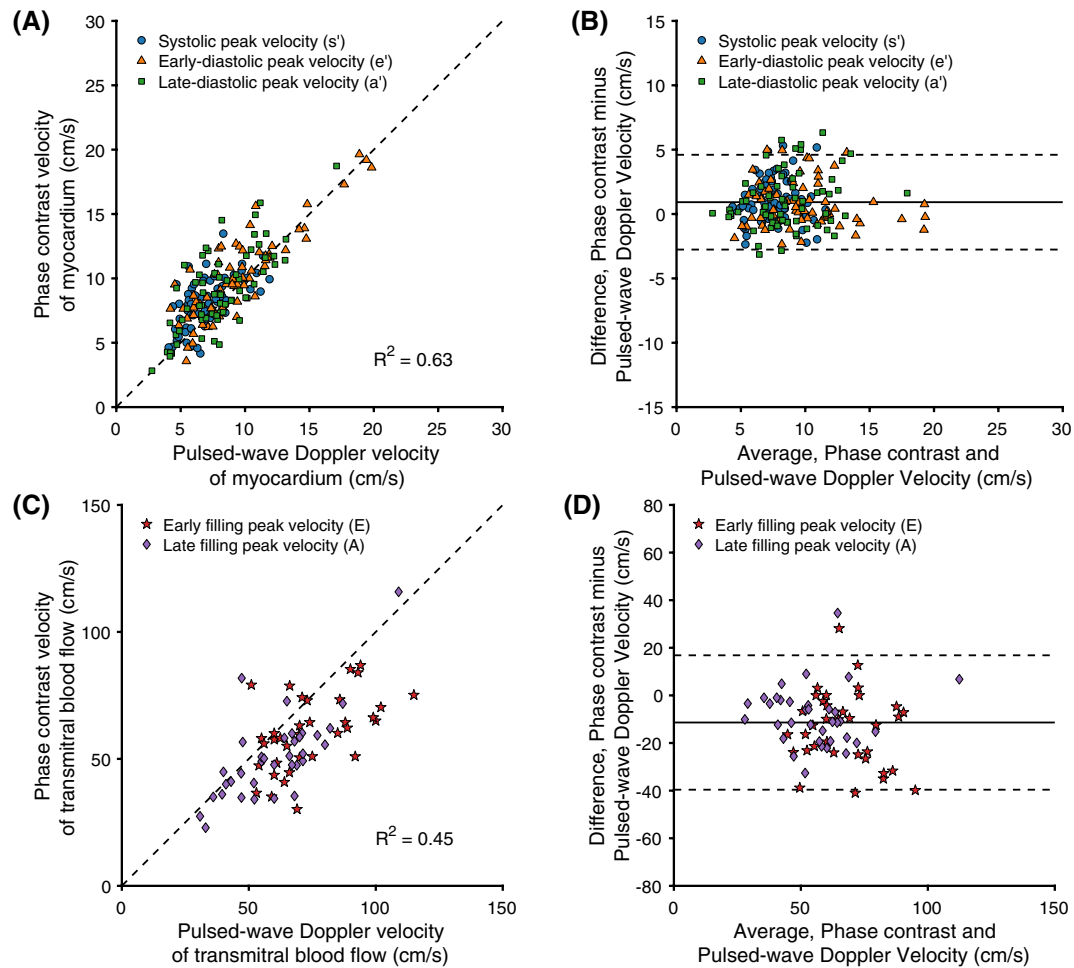 (A)
30
25
20
15
10
5
0
0
5
10
15
20
25
30
Systolic peak velocity (s')
Early-diastolic peak velocity (e')
Late-diastolic peak velocity (a')
R² = 0.63
Phase contrast velocity
of myocardium (cm/s)
Pulsed-wave Doppler velocity
of myocardium (cm/s)
(B)
15
10
5
0
-5
-10
-15
0
5
10
15
20
25
30
Systolic peak velocity (s')
Early-diastolic peak velocity (e')
Late-diastolic peak velocity (a')
Difference, Phase contrast minus
Pulsed-wave Doppler Velocity (cm/s)
Average, Phase contrast and
Pulsed-wave Doppler Velocity (cm/s)
(C)
150
100
50
0
0
50
100
150
Early filling peak velocity (E)
Late filling peak velocity (A)
R² = 0.45
Phase contrast velocity
of transmitral blood flow (cm/s)
Pulsed-wave Doppler velocity
of transmitral blood flow (cm/s)
(D)
80
60
40
20
0
-20
-40
-60
-80
0
50
100
150
Early filling peak velocity (E)
Late filling peak velocity (A)
Difference, Phase contrast minus
Pulsed-wave Doppler Velocity (cm/s)
Average, Phase contrast and
Pulsed-wave Doppler Velocity (cm/s)